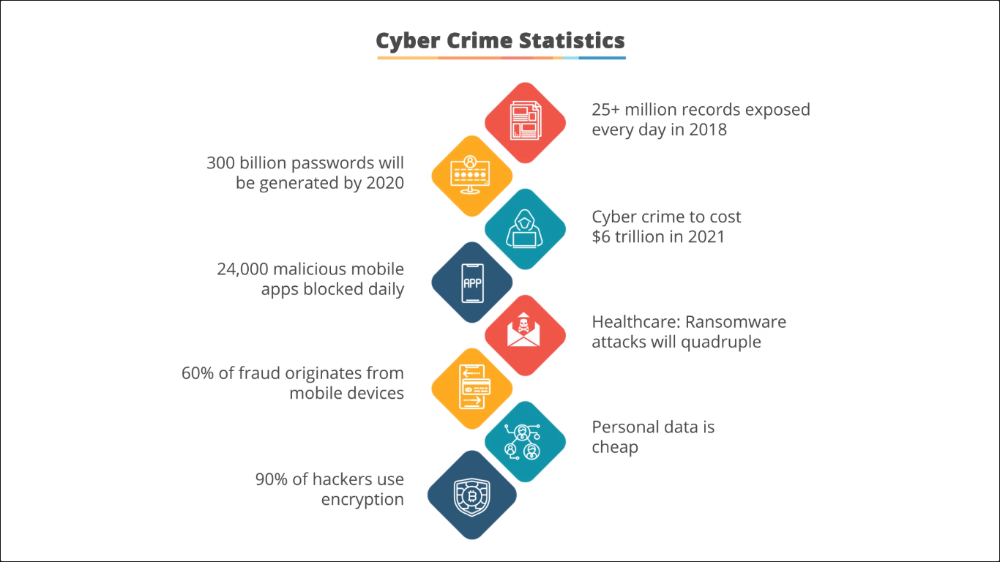 Cyber Crime Statistics
25+ million records exposed
every day in 2018
300 billion passwords will
be generated by 2020
Cyber crime to cost
$6 trillion in 2021
24,000 malicious mobile
apps blocked daily
APP
Healthcare: Ransomware
attacks will quadruple
60% of fraud originates from
mobile devices
Personal data is
cheap
90% of hackers use
encryption